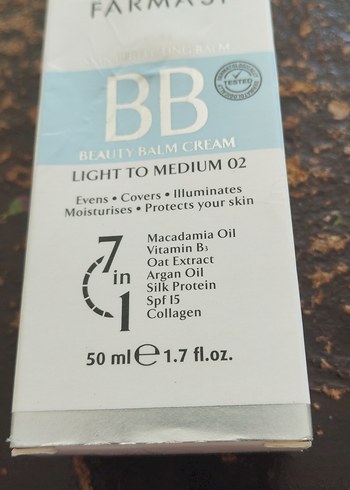 FARMASI
BB
DERMATOLOGICALLY
TESTED
BEAUTY BALM CREAM
LIGHT TO MEDIUM 02
Evens • Covers • Illuminates
Moisturises • Protects your skin
7 in 1
Macadamia Oil
Vitamin B₃
Oat Extract
Argan Oil
Silk Protein
Spf 15
Collagen
50 ml ℮ 1.7 fl.oz.